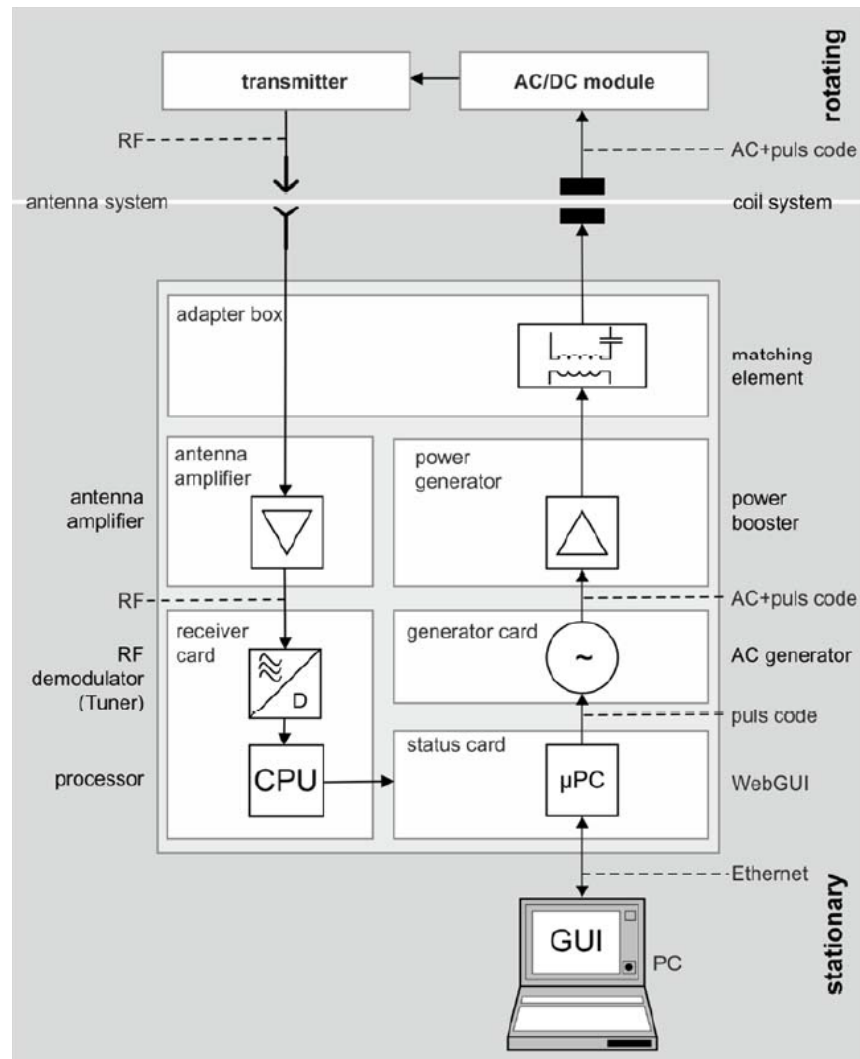 transmitter
AC/DC module
rotating
RF
AC+puls code
antenna system
coil system
adapter box
matching
element
antenna
amplifier
power
generator
antenna
amplifier
power
booster
RF
AC+puls code
receiver
card
generator card
~
RF
demodulator
(Tuner)
D
AC generator
puls code
status card
processor
CPU
µPC
WebGUI
Ethernet
GUI
PC
stationary